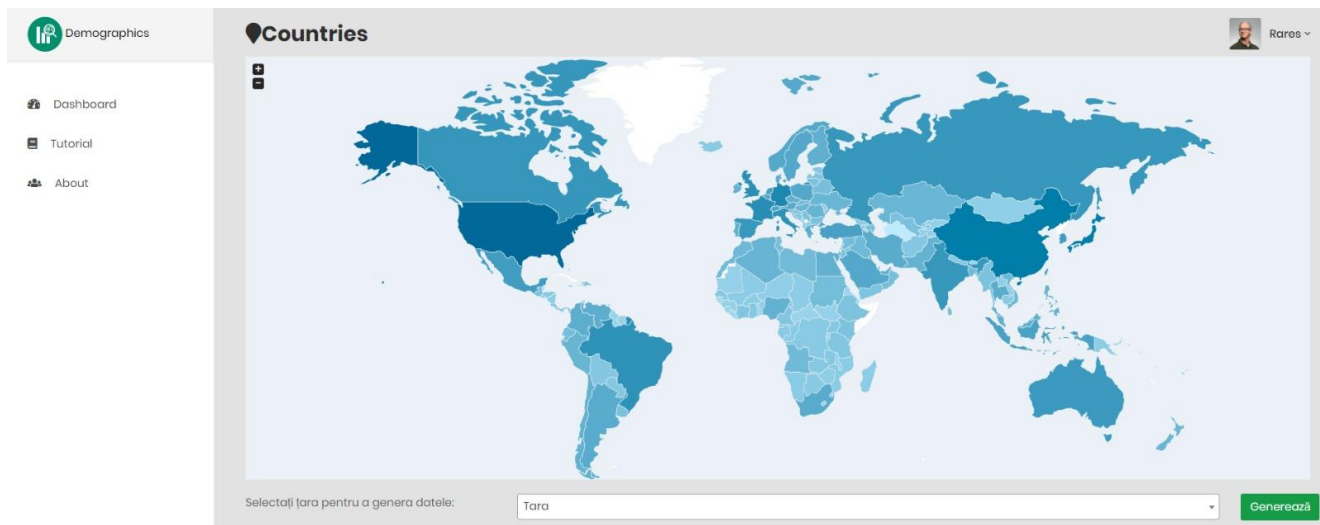 Demographics
Countries
Rares
+
-
Dashboard
Tutorial
About
Selectați țara pentru a genera datele:
Tara
Generează